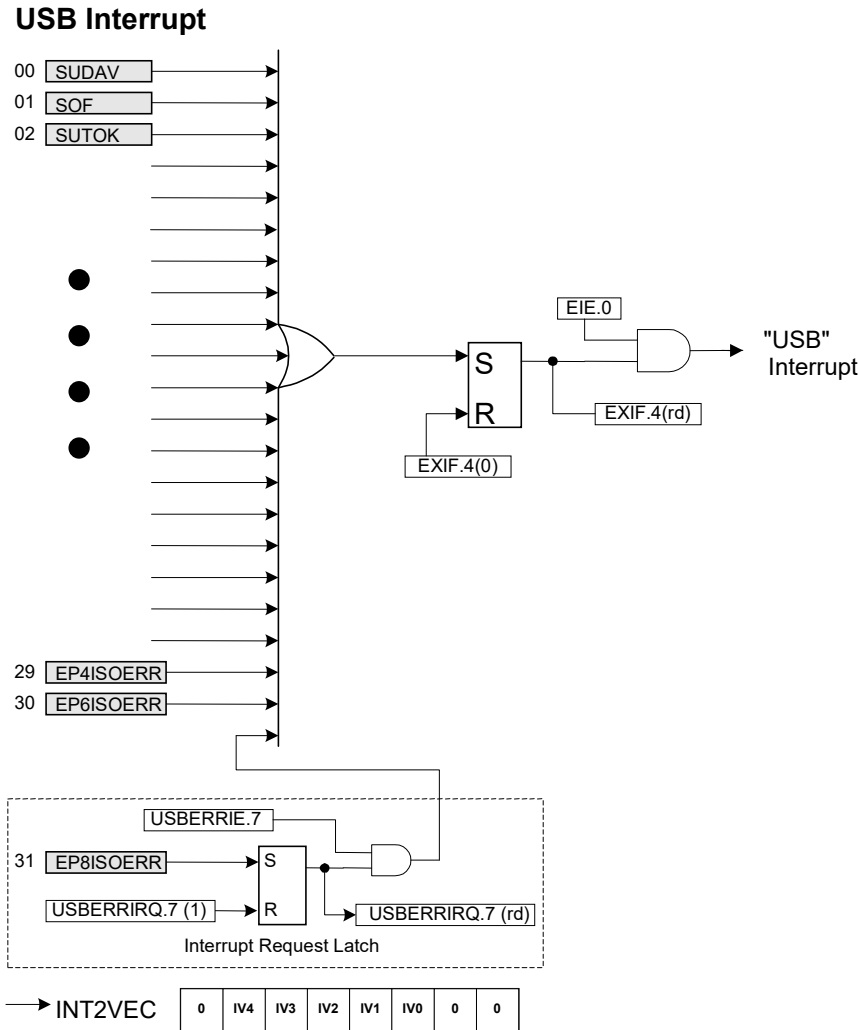 USB Interrupt
00 SUDAV
01 SOF
02 SUTOK
EIE.0
"USB"
Interrupt
S
R
EXIF.4(rd)
EXIF.4(0)
29 EP4ISOERR
30 EP6ISOERR
USBERRIE.7
31 EP8ISOERR
S
USBERRIRQ.7 (1)
R
USBERRIRQ.7 (rd)
Interrupt Request Latch
INT2VEC 0 IV4 IV3 IV2 IV1 IV0 0 0